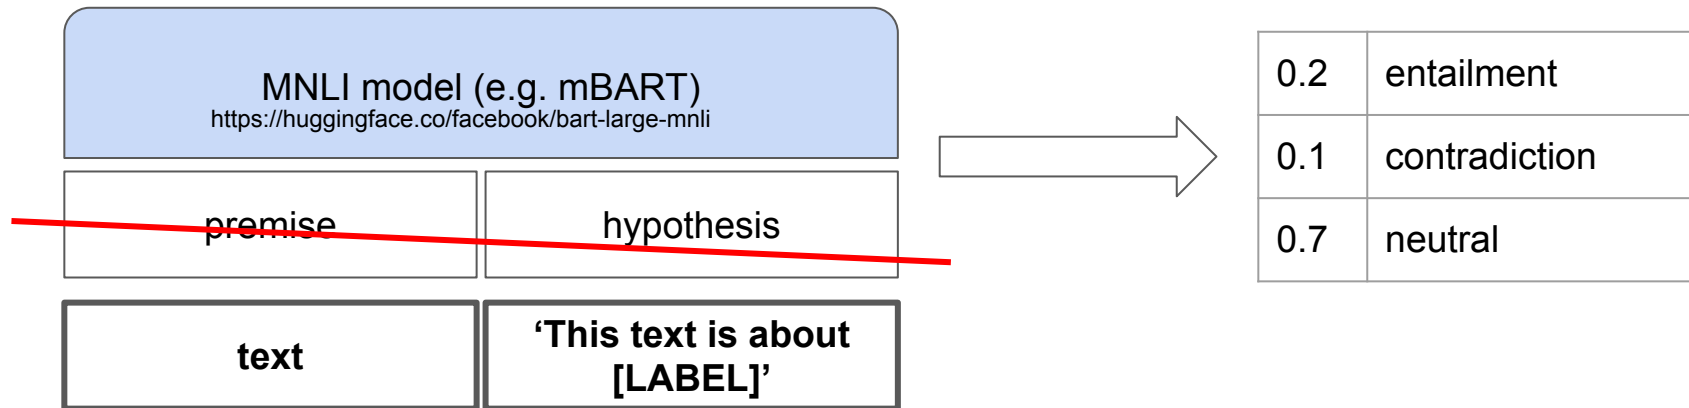 MNLI model (e.g. mBART)
https://huggingface.co/facebook/bart-large-mnli
premise
hypothesis
text
‘This text is about
[LABEL]’
0.2 entailment
0.1 contradiction
0.7 neutral